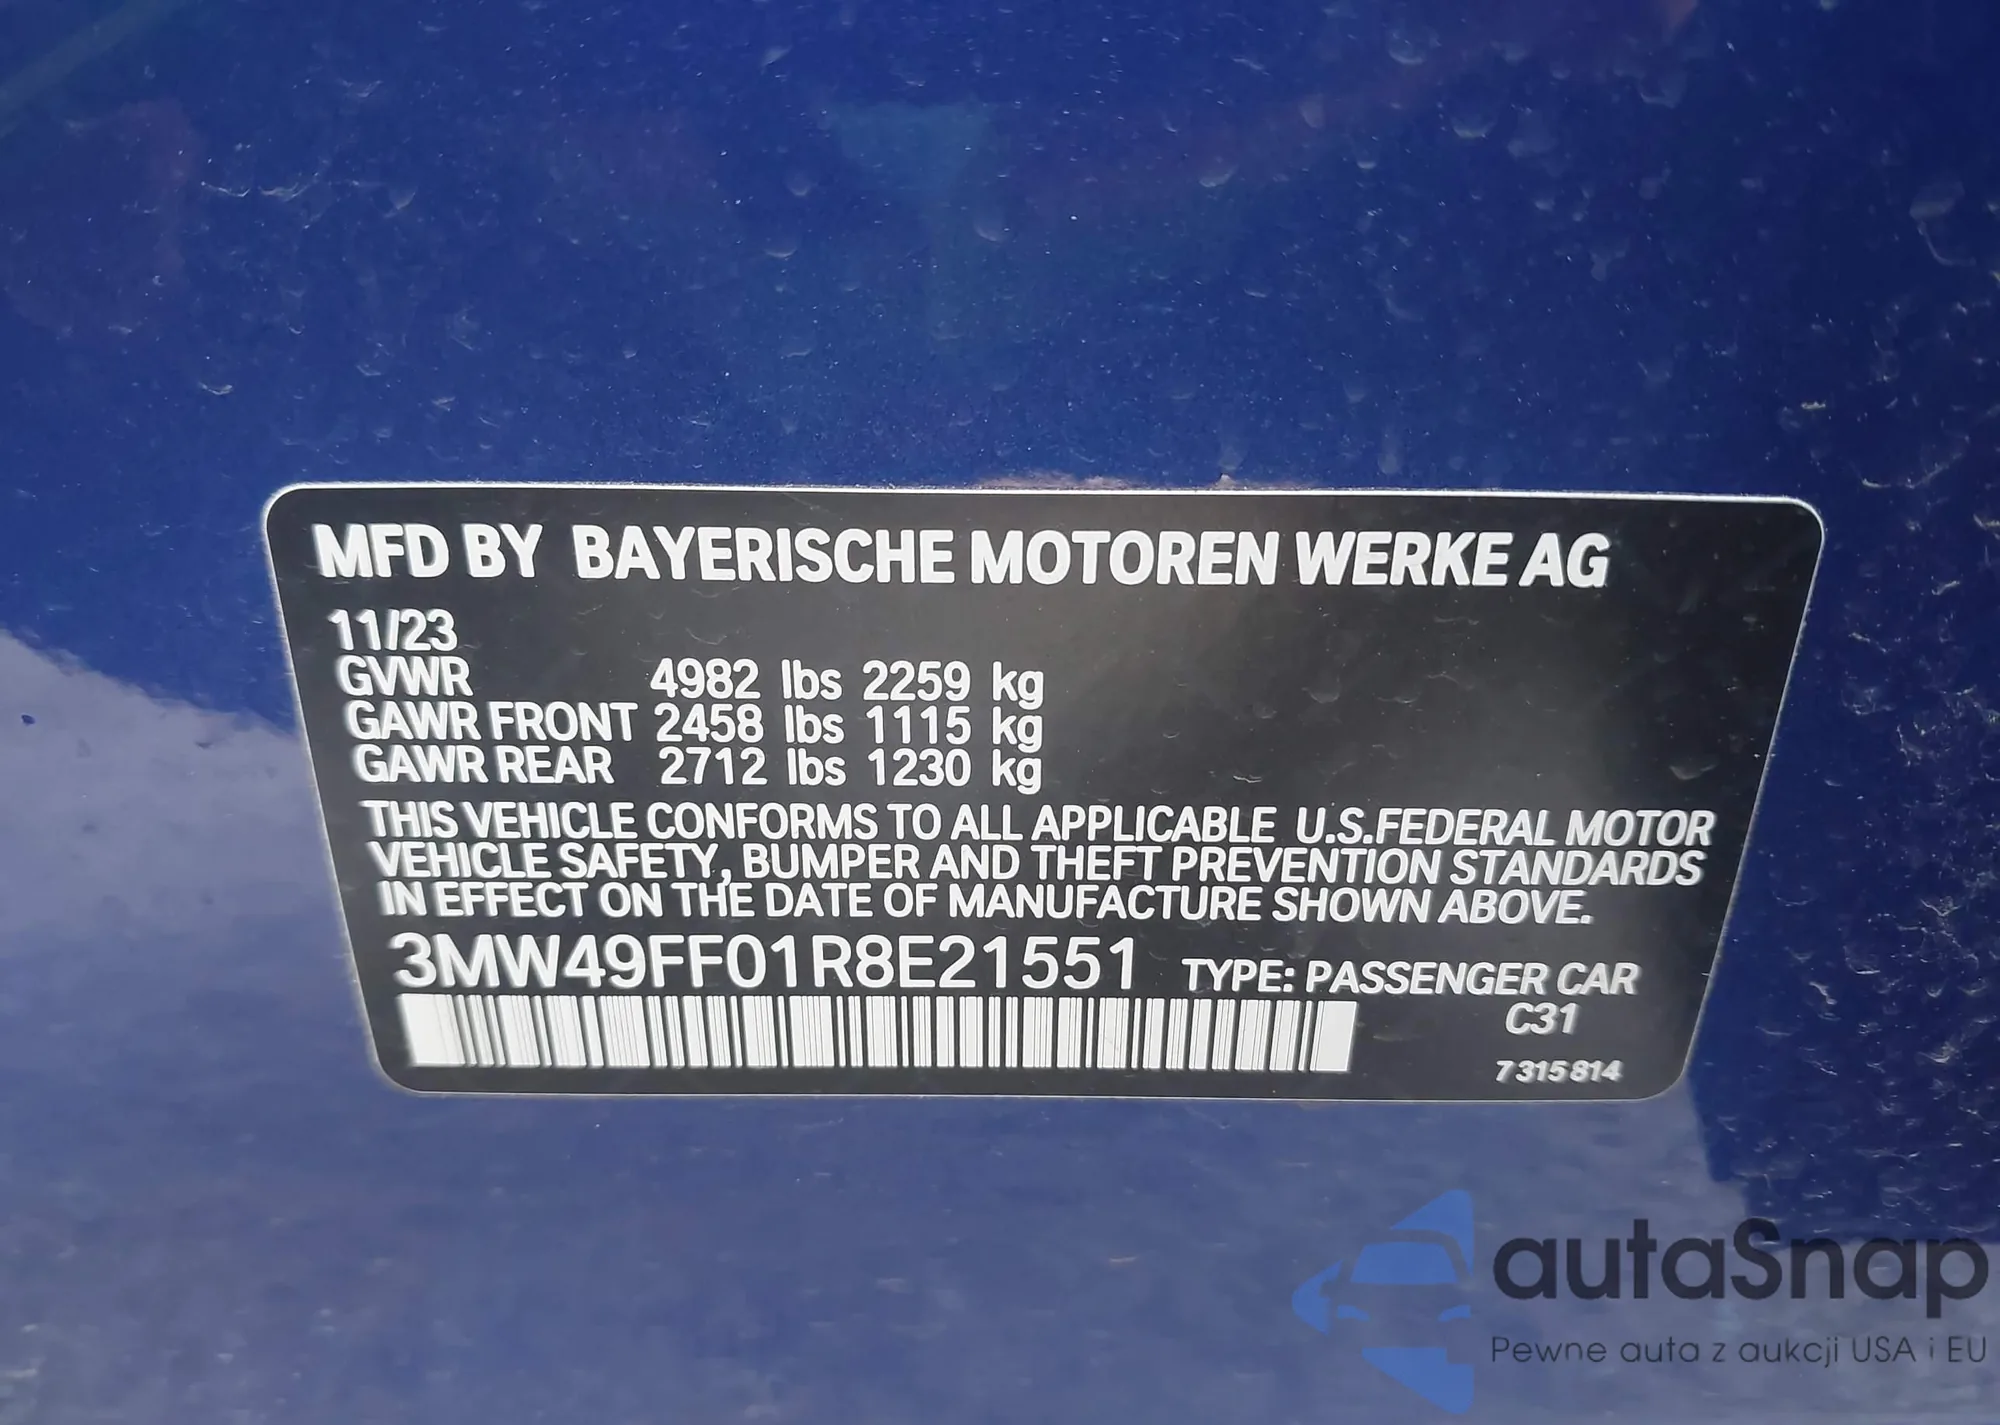 MFD BY BAYERISCHE MOTOREN WERKE AG
11/23
GVWR 4982 lbs 2259 kg
GAWR FRONT 2458 lbs 1115 kg
GAWR REAR 2712 lbs 1230 kg
THIS VEHICLE CONFORMS TO ALL APPLICABLE U.S.FEDERAL MOTOR
VEHICLE SAFETY, BUMPER AND THEFT PREVENTION STANDARDS
IN EFFECT ON THE DATE OF MANUFACTURE SHOWN ABOVE.
3MW49FF01R8E21551 TYPE: PASSENGER CAR
C31
7 315 814
autaSnap
Pewne auta z aukcji USA i EU